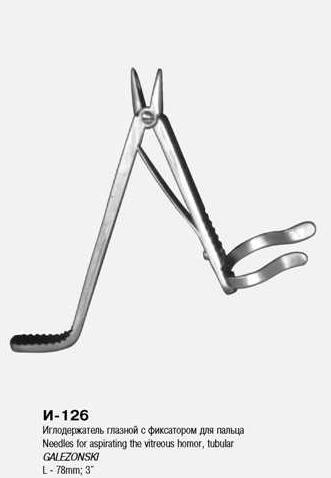 И-126
Иглодержатель глазной с фиксатором для пальца
Needles for aspirating the vitreous homor, tubular
GALEZONSKI
L - 78mm; 3"